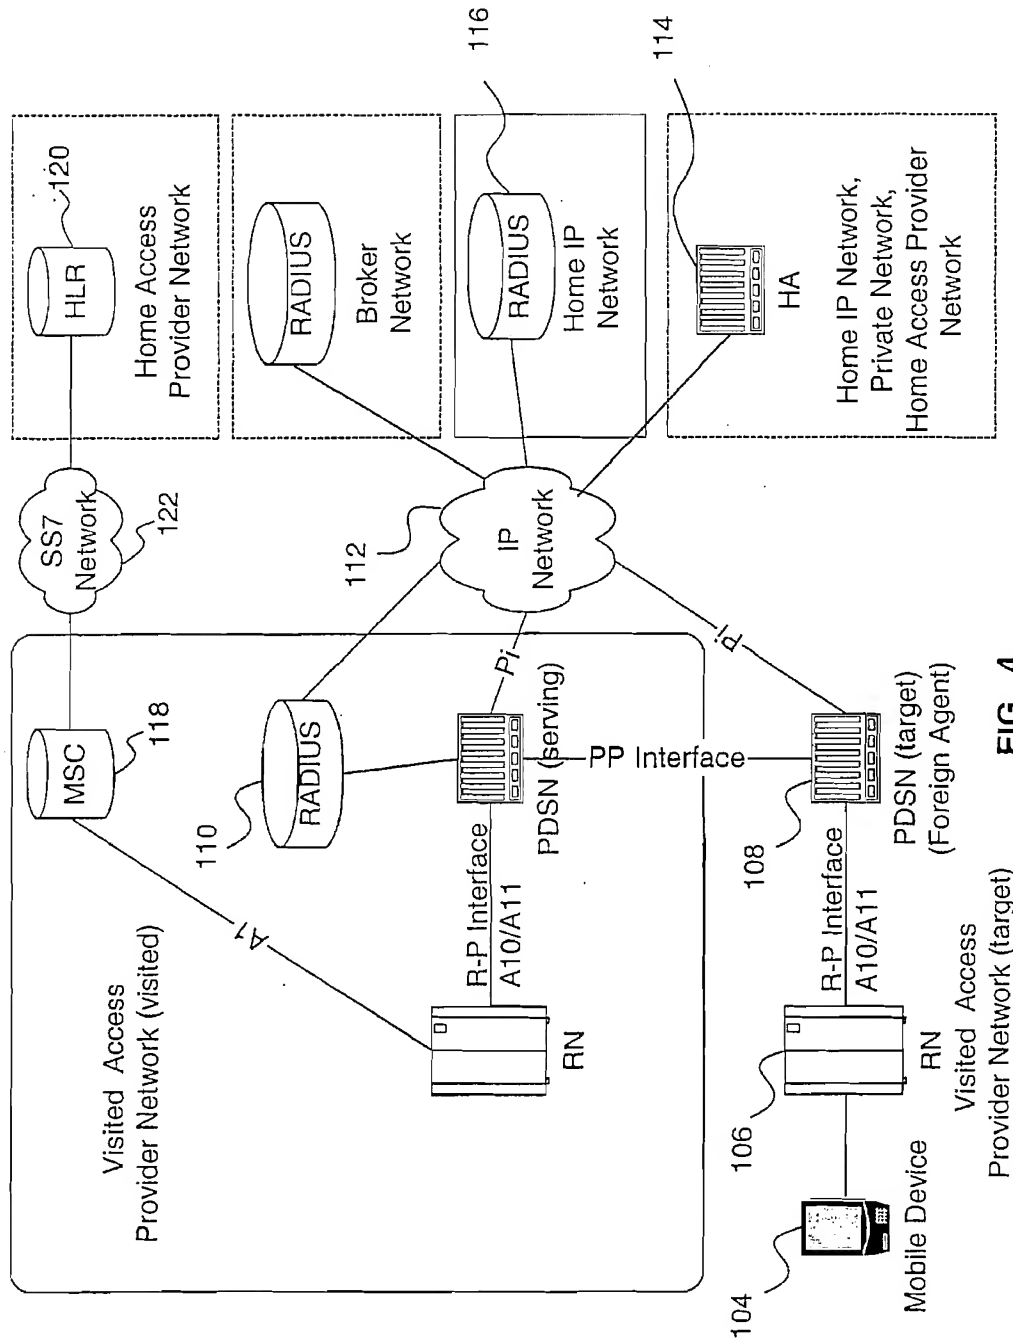 Visited Access
Provider Network (visited)
MSC
118
A1
SS7
Network
122
HLR
120
Home Access
Provider Network
110
RADIUS
RADIUS
Broker
Network
112
IP
Network
RADIUS
116
Home IP
Network
RN
R-P Interface
A10/A11
PDSN (serving)
Pi
PP Interface
Pi
114
HA
Home IP Network,
Private Network,
Home Access Provider
Network
104
Mobile Device
106
RN
R-P Interface
A10/A11
108
PDSN (target)
(Foreign Agent)
Visited Access
Provider Network (target)
FIG. 4